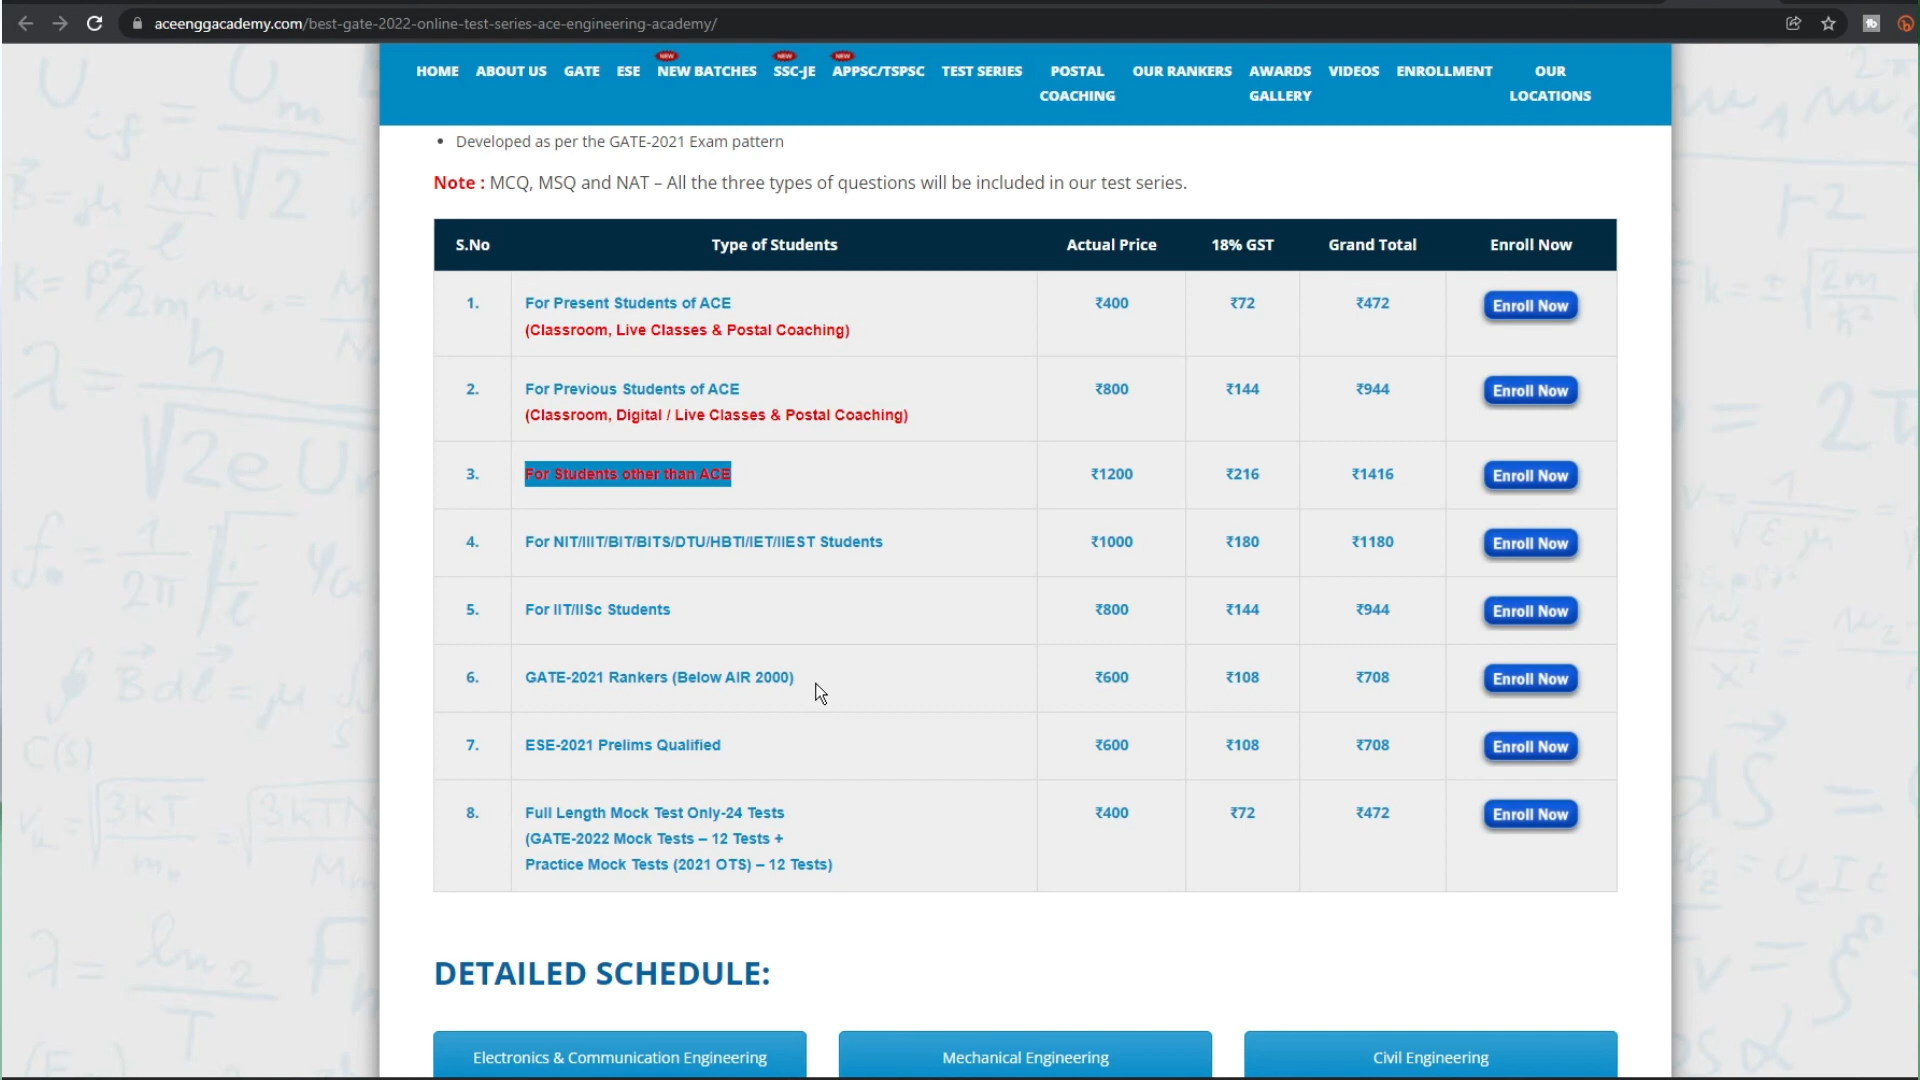 aceenggacademy.com/best-gate-2022-online-test-series-ace-engineering-academy/
NEW NEW NEW
HOME ABOUT US GATE ESE NEW BATCHES SSC-JE APPSC/TSPSC TEST SERIES POSTAL COACHING OUR RANKERS AWARDS GALLERY VIDEOS ENROLLMENT OUR LOCATIONS
• Developed as per the GATE-2021 Exam pattern
Note : MCQ, MSQ and NAT – All the three types of questions will be included in our test series.
S.No Type of Students Actual Price 18% GST Grand Total Enroll Now
1. For Present Students of ACE ₹400 ₹72 ₹472 Enroll Now
(Classroom, Live Classes & Postal Coaching)
2. For Previous Students of ACE ₹800 ₹144 ₹944 Enroll Now
(Classroom, Digital / Live Classes & Postal Coaching)
3. For Students other than ACE ₹1200 ₹216 ₹1416 Enroll Now
4. For NIT/IIIT/BIT/BITS/DTU/HBTI/IET/IIEST Students ₹1000 ₹180 ₹1180 Enroll Now
5. For IIT/IISc Students ₹800 ₹144 ₹944 Enroll Now
6. GATE-2021 Rankers (Below AIR 2000) ₹600 ₹108 ₹708 Enroll Now
7. ESE-2021 Prelims Qualified ₹600 ₹108 ₹708 Enroll Now
8. Full Length Mock Test Only-24 Tests ₹400 ₹72 ₹472 Enroll Now
(GATE-2022 Mock Tests – 12 Tests +
Practice Mock Tests (2021 OTS) – 12 Tests)
DETAILED SCHEDULE:
Electronics & Communication Engineering Mechanical Engineering Civil Engineering